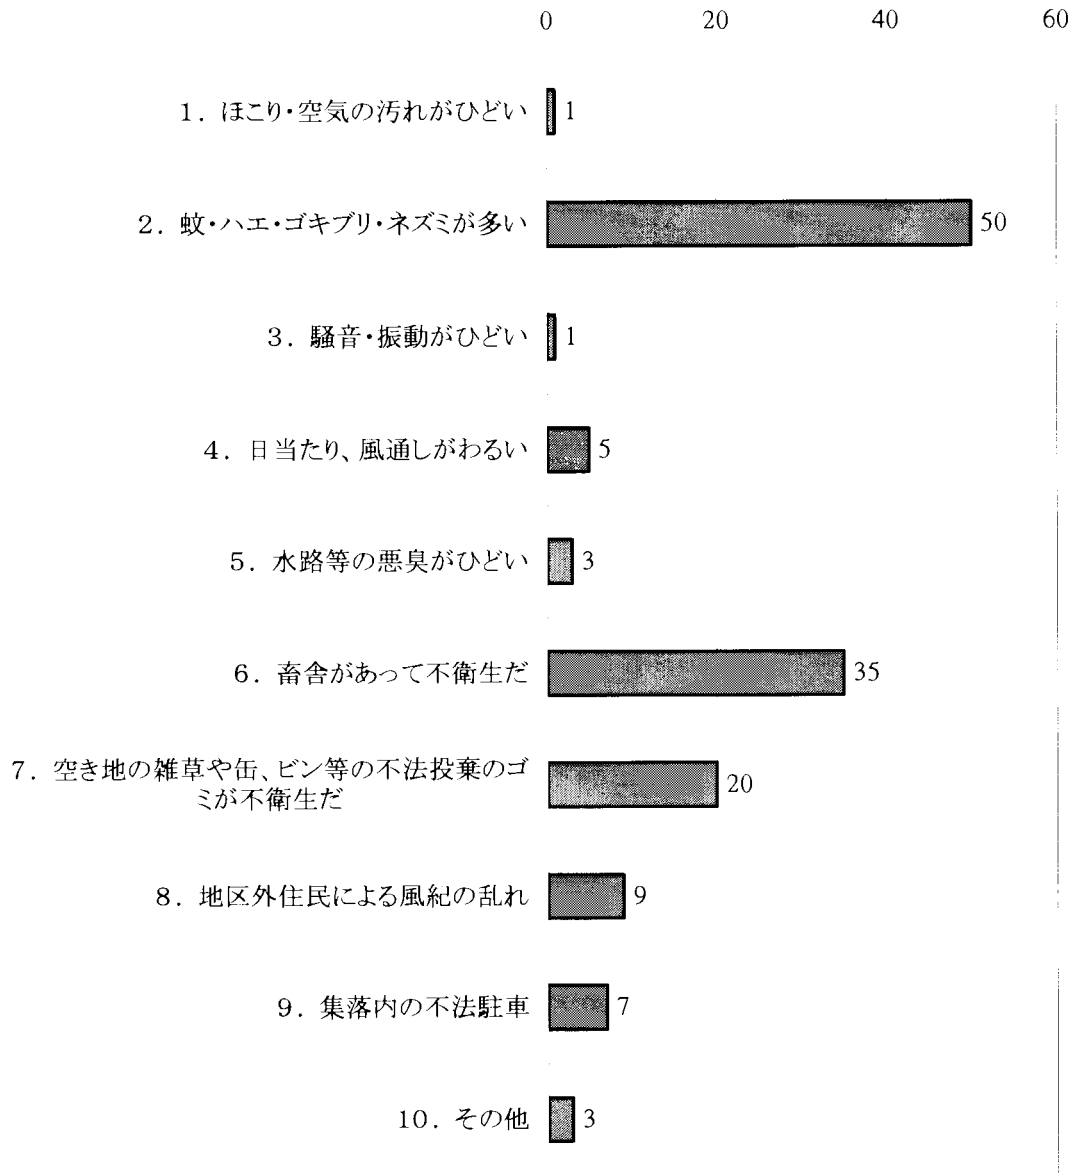 0 20 40 60
1. ほこり・空気の汚れがひどい 1
2. 蚊・ハエ・ゴキブリ・ネズミが多い 50
3. 騒音・振動がひどい 1
4. 日当たり、風通しがわるい 5
5. 水路等の悪臭がひどい 3
6. 畜舎があって不衛生だ 35
7. 空き地の雑草や缶、ビン等の不法投棄のゴ
ミが不衛生だ 20
8. 地区外住民による風紀の乱れ 9
9. 集落内の不法駐車 7
10. その他 3